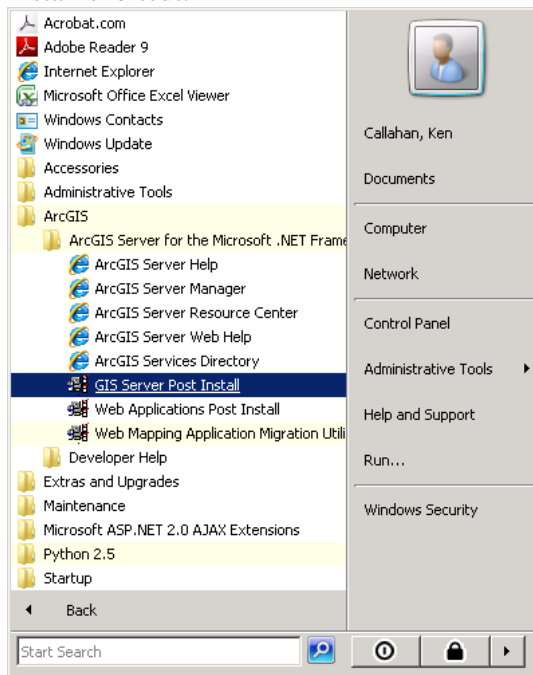 Acrobat.com
Adobe Reader 9
Internet Explorer
Microsoft Office Excel Viewer
Windows Contacts
Windows Update
Accessories
Administrative Tools
ArcGIS
ArcGIS Server for the Microsoft .NET Frame
ArcGIS Server Help
ArcGIS Server Manager
ArcGIS Server Resource Center
ArcGIS Server Web Help
ArcGIS Services Directory
GIS Server Post Install
Web Applications Post Install
Web Mapping Application Migration Utili
Developer Help
Extras and Upgrades
Maintenance
Microsoft ASP.NET 2.0 AJAX Extensions
Python 2.5
Startup
Back
Start Search
Callahan, Ken
Documents
Computer
Network
Control Panel
Administrative Tools
Help and Support
Run...
Windows Security